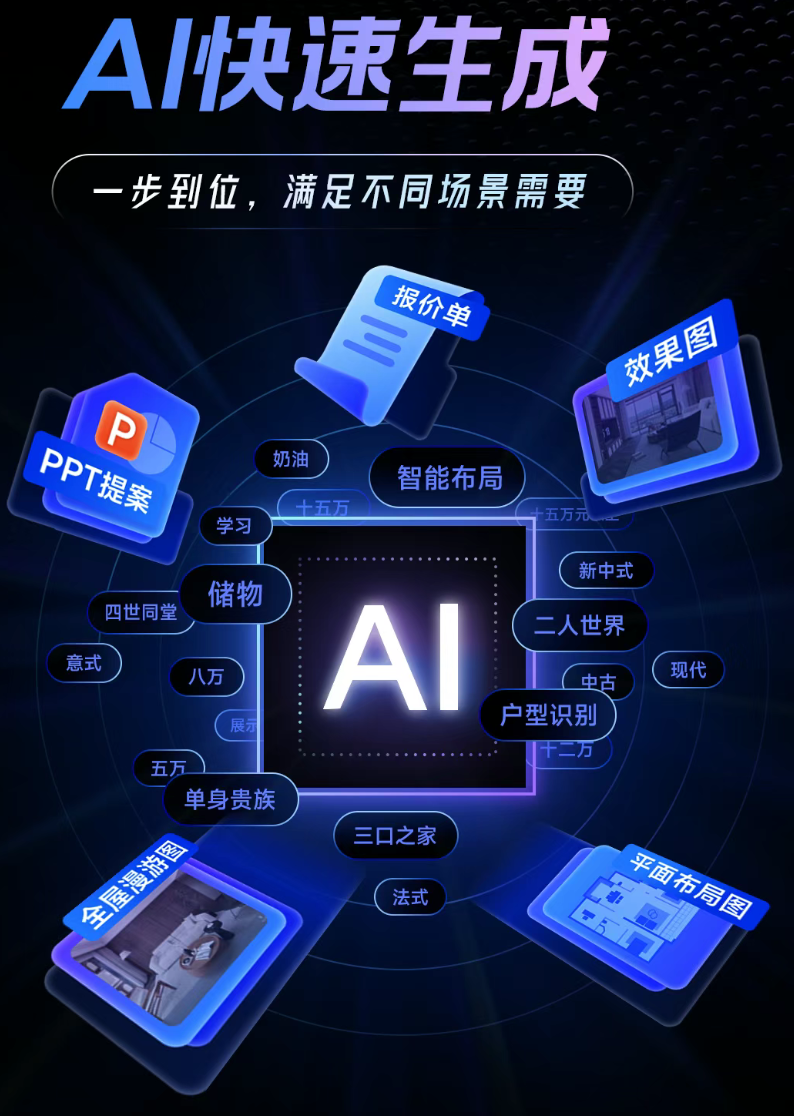 AI快速生成
一步到位，满足不同场景需要
报价单
效果图
P
PPT提案
奶油
智能布局
十五万
学习
新中式
储物
四世同堂
二人世界
AI
意式
八万
中古
现代
户型识别
展示
十二万
五万
单身贵族
三口之家
全屋漫游图
平面布局图
法式